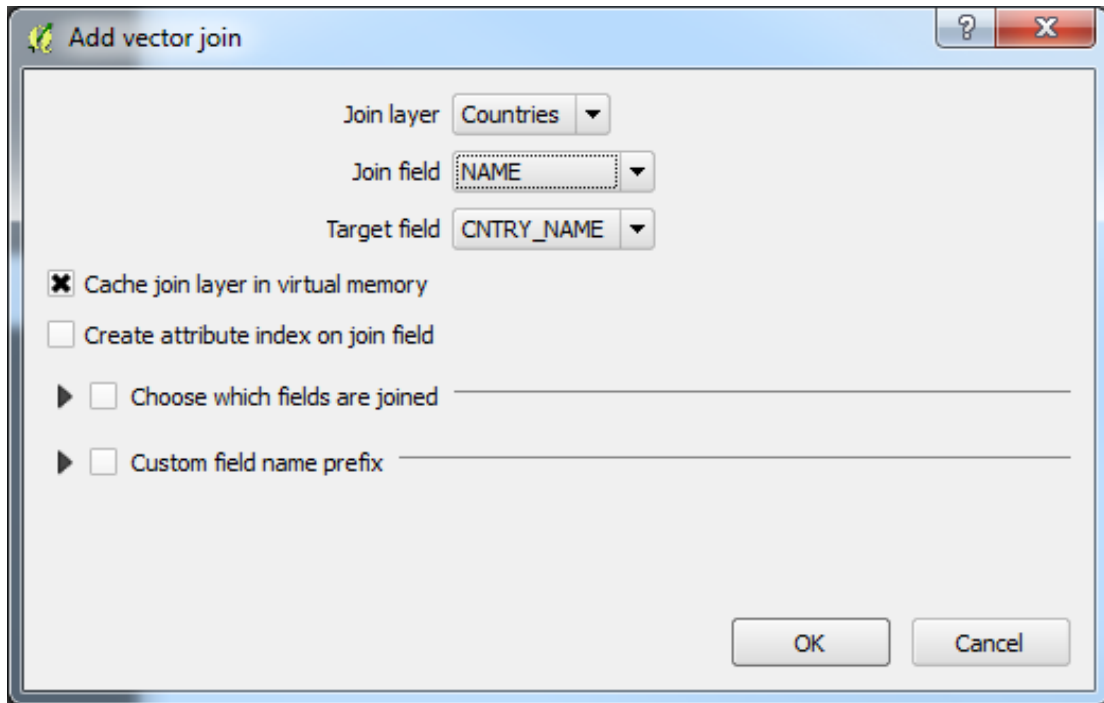 Add vector join
Join layer Countries
Join field NAME
Target field CNTRY_NAME
Cache join layer in virtual memory
Create attribute index on join field
Choose which fields are joined
Custom field name prefix
OK Cancel